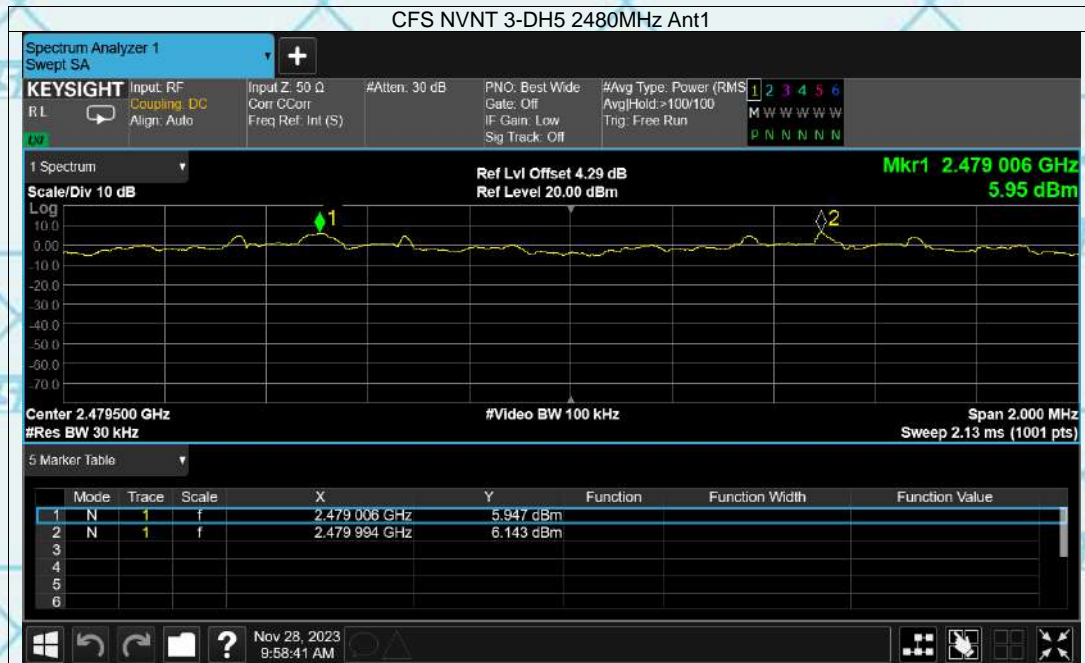 CFS NVNT 3-DH5 2480MHz Ant1
Spectrum Analyzer 1
Swept SA
+
KEYSIGHT Input: RF Input Z: 50 Ω #Atten: 30 dB PNO: Best Wide #Avg Type: Power (RMS 1 2 3 4 5 6
RL Coupling: DC Corr CCorr Gate: Off Avg|Hold:>100/100 M W W W W W
Align: Auto Freq Ref: Int (S) IF Gain: Low Trig: Free Run
LXI Sig Track: Off P N N N N N
1 Spectrum Ref Lvl Offset 4.29 dB Mkr1 2.479 006 GHz
Scale/Div 10 dB Ref Level 20.00 dBm 5.95 dBm
Log
10.0 1 2
0.00
-10.0
-20.0
-30.0
-40.0
-50.0
-60.0
-70.0
Center 2.479500 GHz #Video BW 100 kHz Span 2.000 MHz
#Res BW 30 kHz Sweep 2.13 ms (1001 pts)
5 Marker Table
Mode Trace Scale X Y Function Function Width Function Value
1 N 1 f 2.479 006 GHz 5.947 dBm
2 N 1 f 2.479 994 GHz 6.143 dBm
3
4
5
6
? Nov 28, 2023
9:58:41 AM